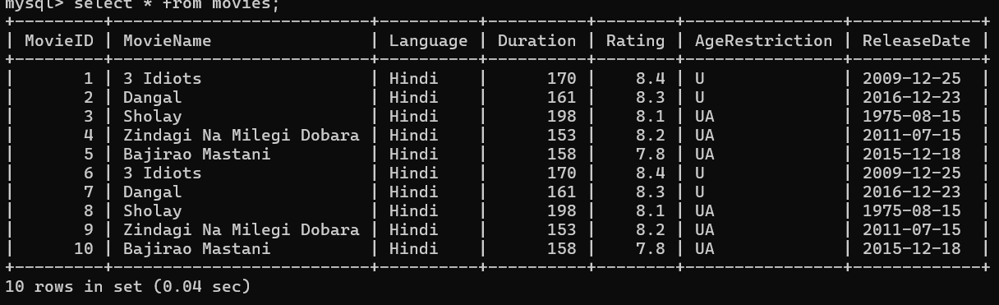 mysql> select * from movies;
+---------+--------------------------+----------+----------+--------+----------------+-------------+
| MovieID | MovieName                | Language | Duration | Rating | AgeRestriction | ReleaseDate |
+---------+--------------------------+----------+----------+--------+----------------+-------------+
|       1 | 3 Idiots                 | Hindi    |      170 |    8.4 | U              | 2009-12-25  |
|       2 | Dangal                   | Hindi    |      161 |    8.3 | U              | 2016-12-23  |
|       3 | Sholay                   | Hindi    |      198 |    8.1 | UA             | 1975-08-15  |
|       4 | Zindagi Na Milegi Dobara | Hindi    |      153 |    8.2 | UA             | 2011-07-15  |
|       5 | Bajirao Mastani          | Hindi    |      158 |    7.8 | UA             | 2015-12-18  |
|       6 | 3 Idiots                 | Hindi    |      170 |    8.4 | U              | 2009-12-25  |
|       7 | Dangal                   | Hindi    |      161 |    8.3 | U              | 2016-12-23  |
|       8 | Sholay                   | Hindi    |      198 |    8.1 | UA             | 1975-08-15  |
|       9 | Zindagi Na Milegi Dobara | Hindi    |      153 |    8.2 | UA             | 2011-07-15  |
|      10 | Bajirao Mastani          | Hindi    |      158 |    7.8 | UA             | 2015-12-18  |
+---------+--------------------------+----------+----------+--------+----------------+-------------+
10 rows in set (0.04 sec)